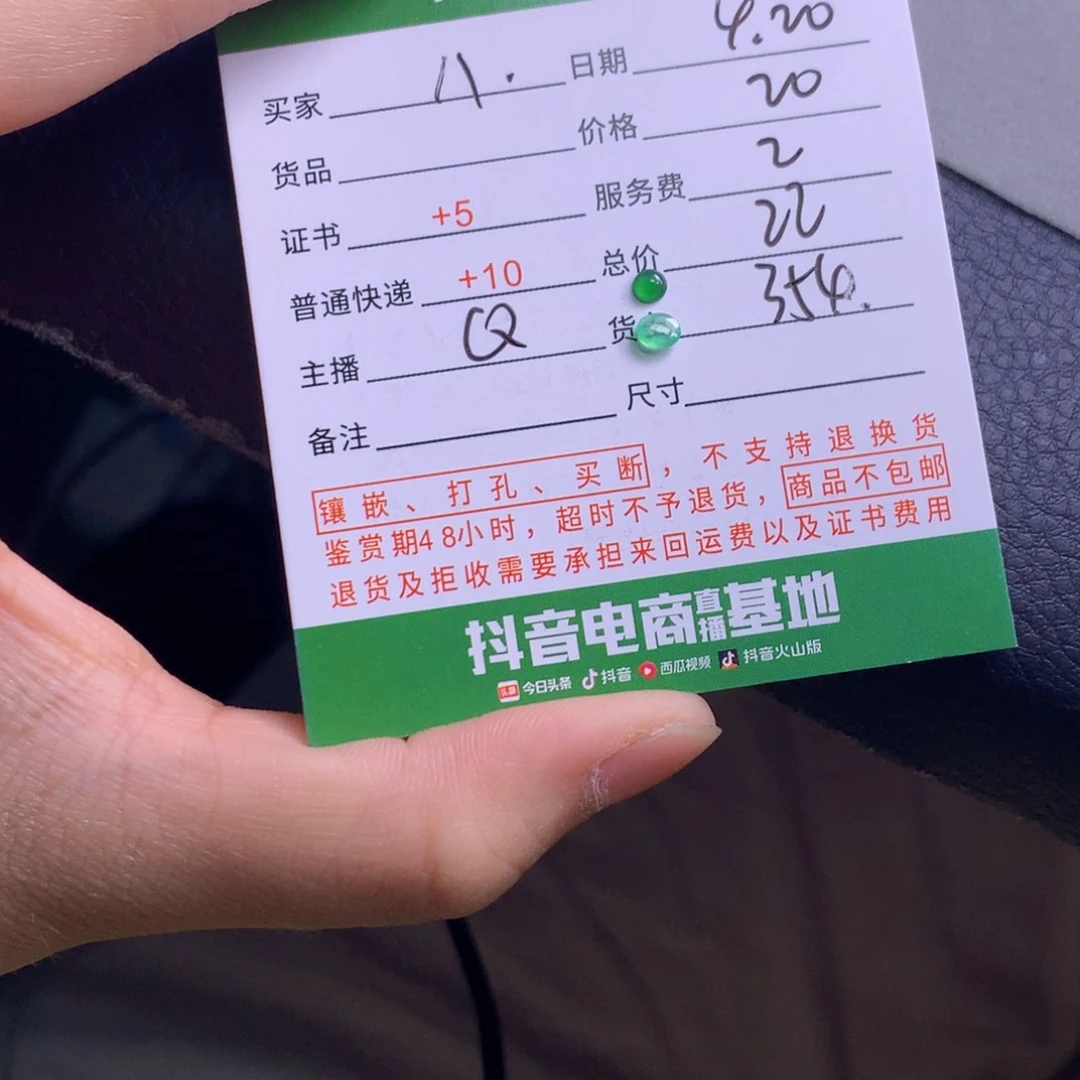 买家 八. 日期 4.20
货品 价格 20
证书 +5 服务费 2
普通快递 +10 总价 22
主播 CQ 货 354.
备注 尺寸
镶嵌、打孔、买断，不支持退换货
鉴赏期48小时，超时不予退货，商品不包邮
退货及拒收需要承担来回运费以及证书费用
抖音电商直播基地
头条 今日头条 抖音 西瓜视频 抖音火山版